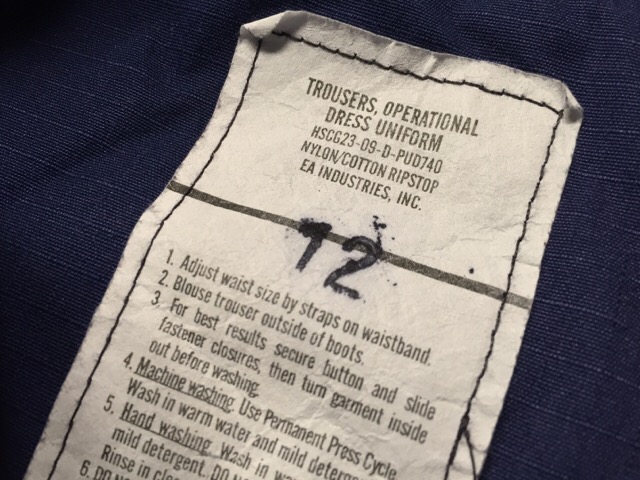 TROUSERS, OPERATIONAL
DRESS UNIFORM
HSCG23-09-D-PUD740
NYLON/COTTON RIPSTOP
EA INDUSTRIES, INC.
12
1. Adjust waist size by straps on waistband.
2. Blouse trouser outside of boots.
3. For best results secure button and slide
fastener closures, then turn garment inside
out before washing.
4. Machine washing. Use Permanent Press Cycle.
Wash in warm water and mild
5. Hand washing. Wash in
mild detergent. DO
Rinse in
6. DO